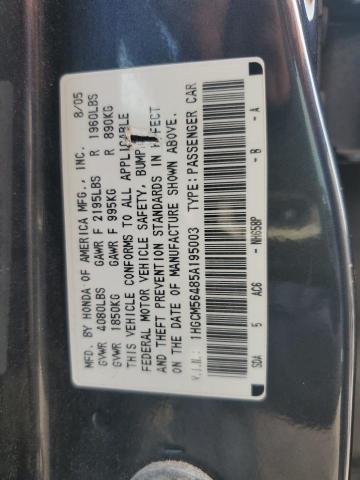 MFD. BY HONDA OF AMERICA MFG., INC. 8/05
GVWR 4080LBS GAWR F 2195LBS R 1960LBS
GVWR 1850KG GAWR F 995KG R 890KG
THIS VEHICLE CONFORMS TO ALL APPLICABLE
FEDERAL MOTOR VEHICLE SAFETY, BUMPER
AND THEFT PREVENTION STANDARDS IN EFFECT
ON THE DATE OF MANUFACTURE SHOWN ABOVE.
V.I.N.: 1HGCM56485A195003 TYPE: PASSENGER CAR
SDA 5 AC6 - NH658P - B - A